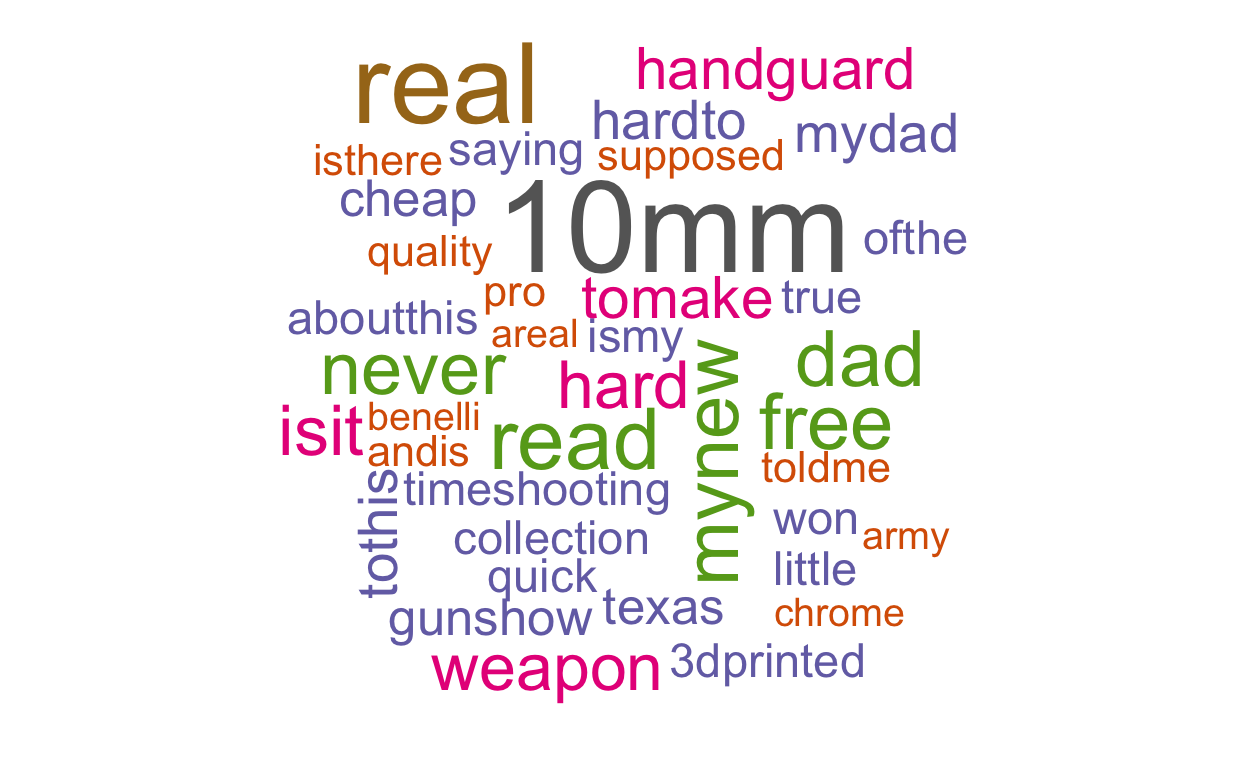 real
handguard
hardto
mydad
isthere
saying
supposed
cheap
10mm
ofthe
quality
pro
tomake
true
aboutthis
areal
ismy
never
hard
mynew
dad
isit
benelli
read
free
andis
toldme
tothis
timeshooting
won
army
collection
quick
little
gunshow
texas
chrome
weapon
3dprinted